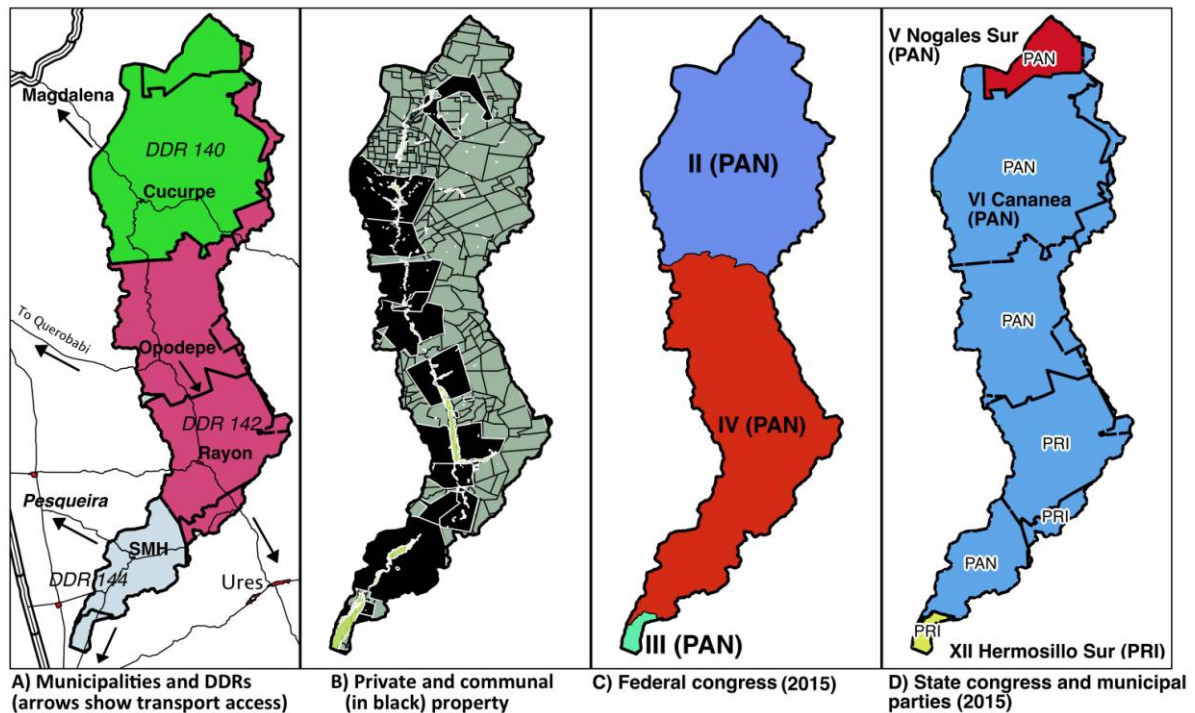 Magdalena
DDR 140
Cucurpe
To Querobabi
Opodepe
DDR 142
Rayon
Pesqueira
SMH
DDR 144
Ures
A) Municipalities and DDRs
(arrows show transport access)
B) Private and communal
(in black) property
II (PAN)
IV (PAN)
III (PAN)
C) Federal congress (2015)
V Nogales Sur
(PAN)
PAN
PAN
VI Cananea
(PAN)
PAN
PRI
PRI
PAN
PRI
XII Hermosillo Sur (PRI)
D) State congress and municipal
parties (2015)